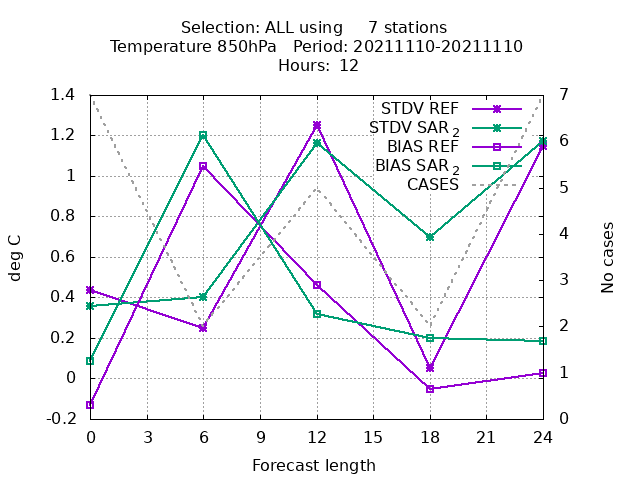 Selection: ALL using     7 stations
Temperature 850hPa   Period: 20211110-20211110
Hours: 12
STDV REF
STDV SAR₂
BIAS REF
BIAS SAR₂
CASES
1.4
1.2
1
0.8
0.6
0.4
0.2
0
-0.2
deg C
7
6
5
4
3
2
1
0
No cases
0 3 6 9 12 15 18 21 24
Forecast length